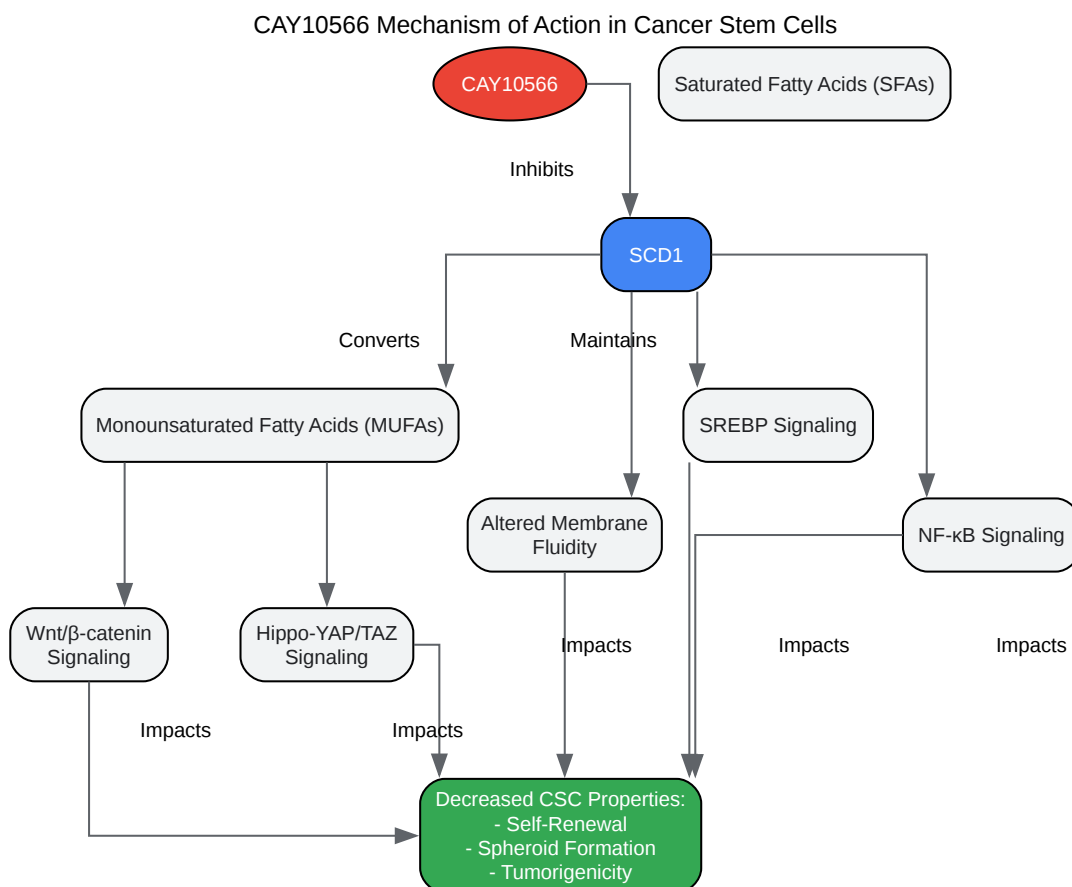 CAY10566 Mechanism of Action in Cancer Stem Cells
CAY10566
Saturated Fatty Acids (SFAs)
Inhibits
SCD1
Converts
Maintains
Monounsaturated Fatty Acids (MUFAs)
SREBP Signaling
Altered Membrane
Fluidity
NF-κB Signaling
Wnt/β-catenin
Signaling
Hippo-YAP/TAZ
Signaling
Impacts
Impacts
Impacts
Impacts
Impacts
Decreased CSC Properties:
- Self-Renewal
- Spheroid Formation
- Tumorigenicity